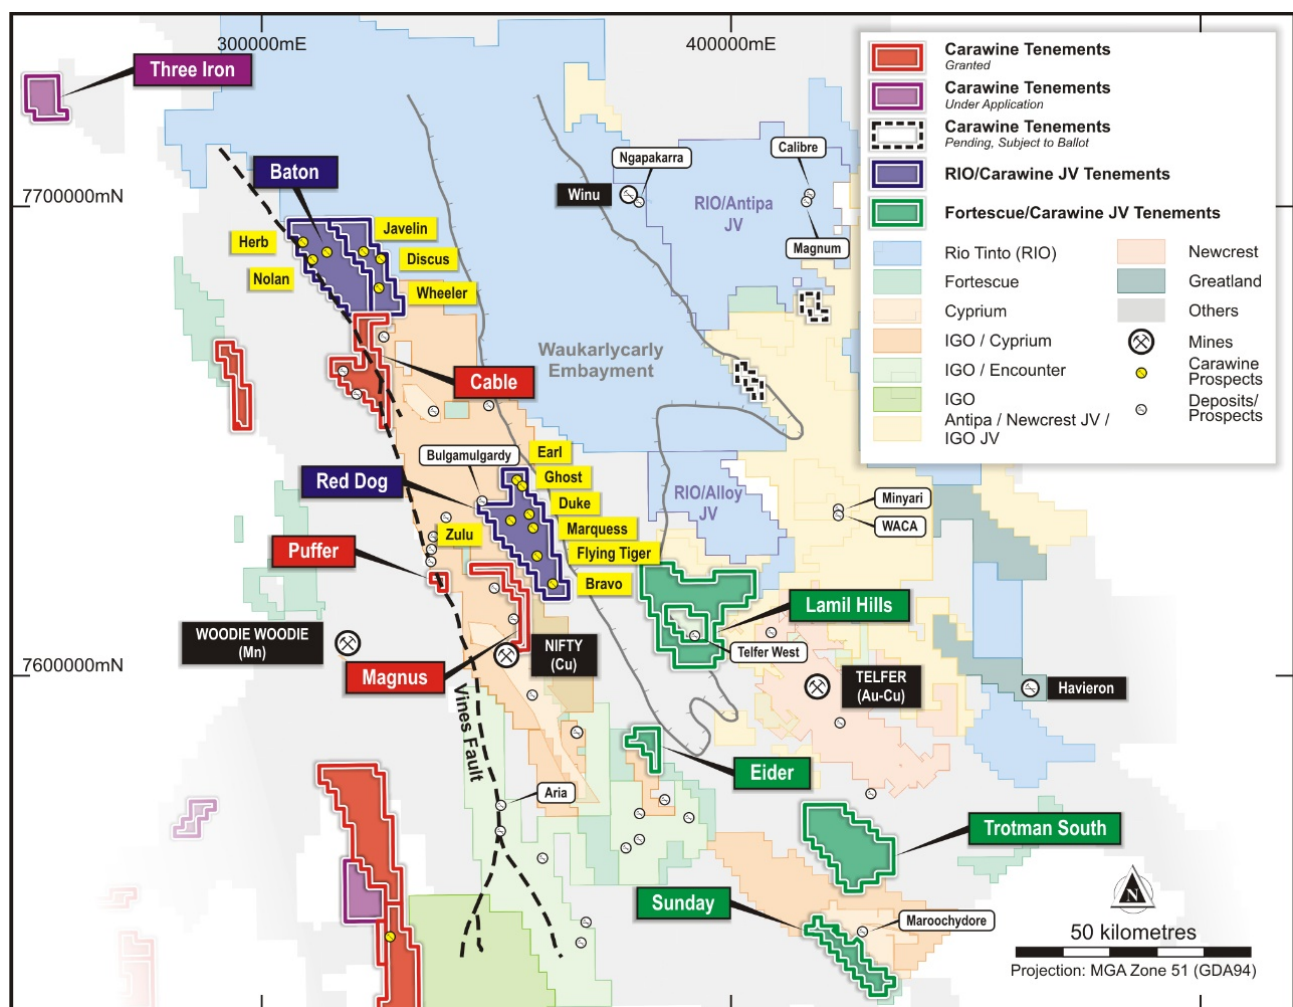 300000mE
400000mE
7700000mN
7600000mN
Three Iron
Baton
Herb
Nolan
Javelin
Discus
Wheeler
Cable
Winu
Ngapakarra
Calibre
Magnum
RIO/Antipa
JV
Waukarlycarly
Embayment
Bulgamulgardy
Red Dog
Earl
Ghost
Duke
Marquess
Flying Tiger
Bravo
Zulu
Puffer
RIO/Alloy
JV
Minyari
WACA
Lamil Hills
Telfer West
WOODIE WOODIE
(Mn)
Magnus
NIFTY
(Cu)
TELFER
(Au-Cu)
Havieron
Vines Fault
Eider
Aria
Trotman South
Sunday
Maroochydore
Carawine Tenements
Granted
Carawine Tenements
Under Application
Carawine Tenements
Pending, Subject to Ballot
RIO/Carawine JV Tenements
Fortescue/Carawine JV Tenements
Rio Tinto (RIO)
Fortescue
Cyprium
IGO / Cyprium
IGO / Encounter
IGO
Antipa / Newcrest JV /
IGO JV
Newcrest
Greatland
Others
Mines
Carawine
Prospects
Deposits/
Prospects
N
50 kilometres
Projection: MGA Zone 51 (GDA94)